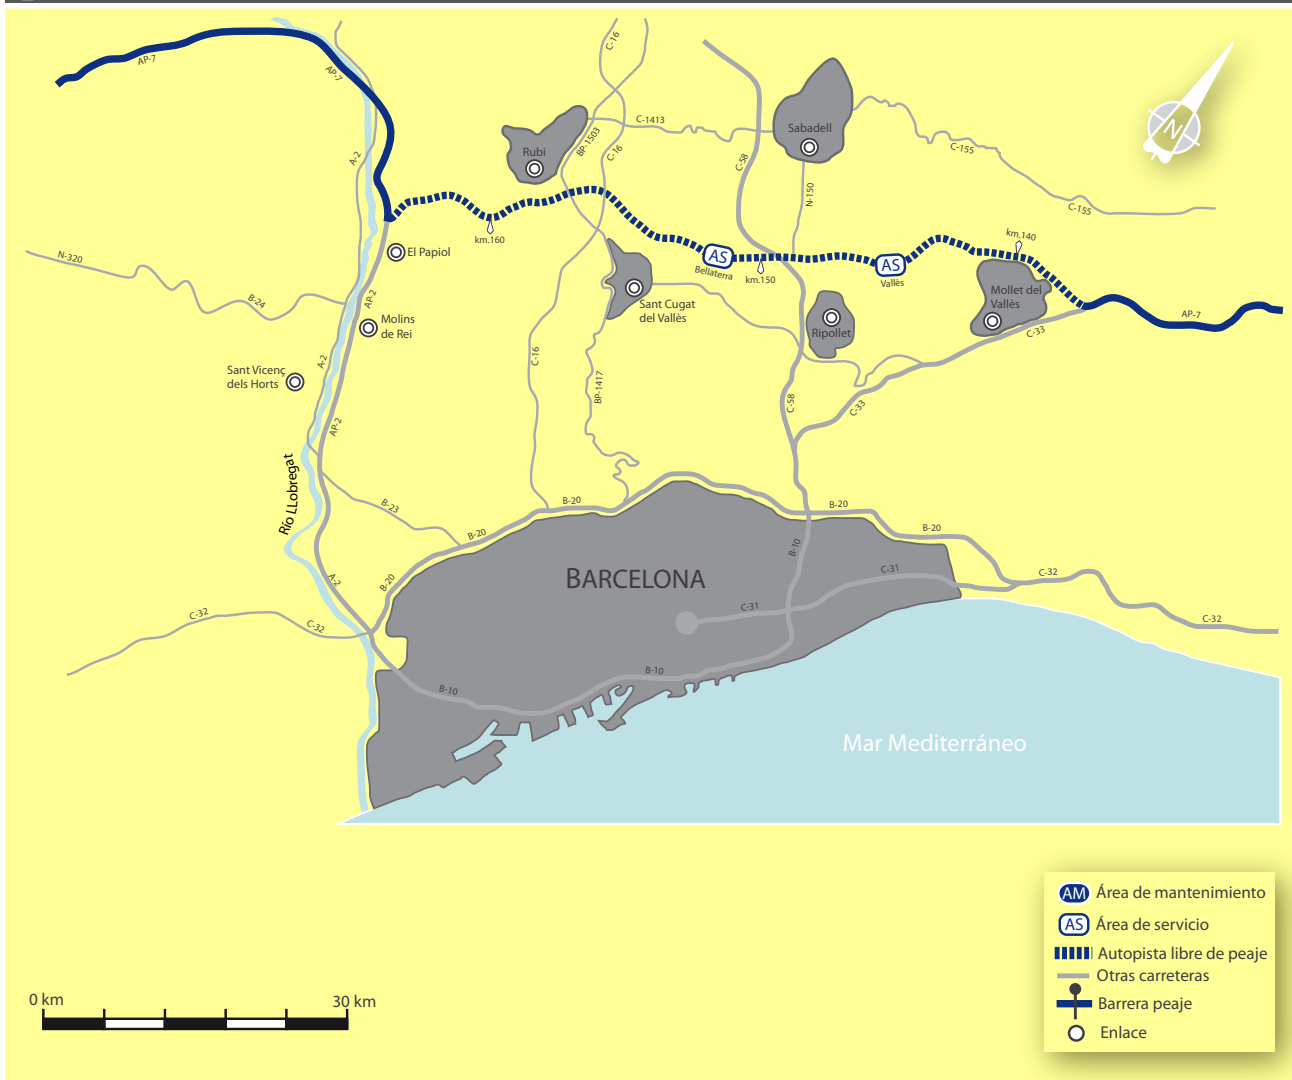 AP-7
AP-7
C-16
A-2
Rubí
BP-1503
C-16
C-1413
C-58
Sabadell
N-150
C-155
C-155
N
N-320
B-24
El Papiol
AP-2
Molins
de Rei
km.160
Sant Cugat
del Vallès
AS
Bellaterra
km.150
AS
Vallès
km.140
Mollet del
Vallès
Ripollet
C-33
AP-7
Sant Vicenç
dels Horts
A-2
AP-2
C-16
BP-1417
C-58
C-33
Río LLobregat
B-23
B-20
B-20
B-20
B-20
B-20
A-2
C-32
C-32
BARCELONA
B-10
C-31
C-31
C-32
C-32
B-10
B-10
Mar Mediterráneo
AM Área de mantenimiento
AS Área de servicio
Autopista libre de peaje
Otras carreteras
Barrera peaje
Enlace
0 km 30 km